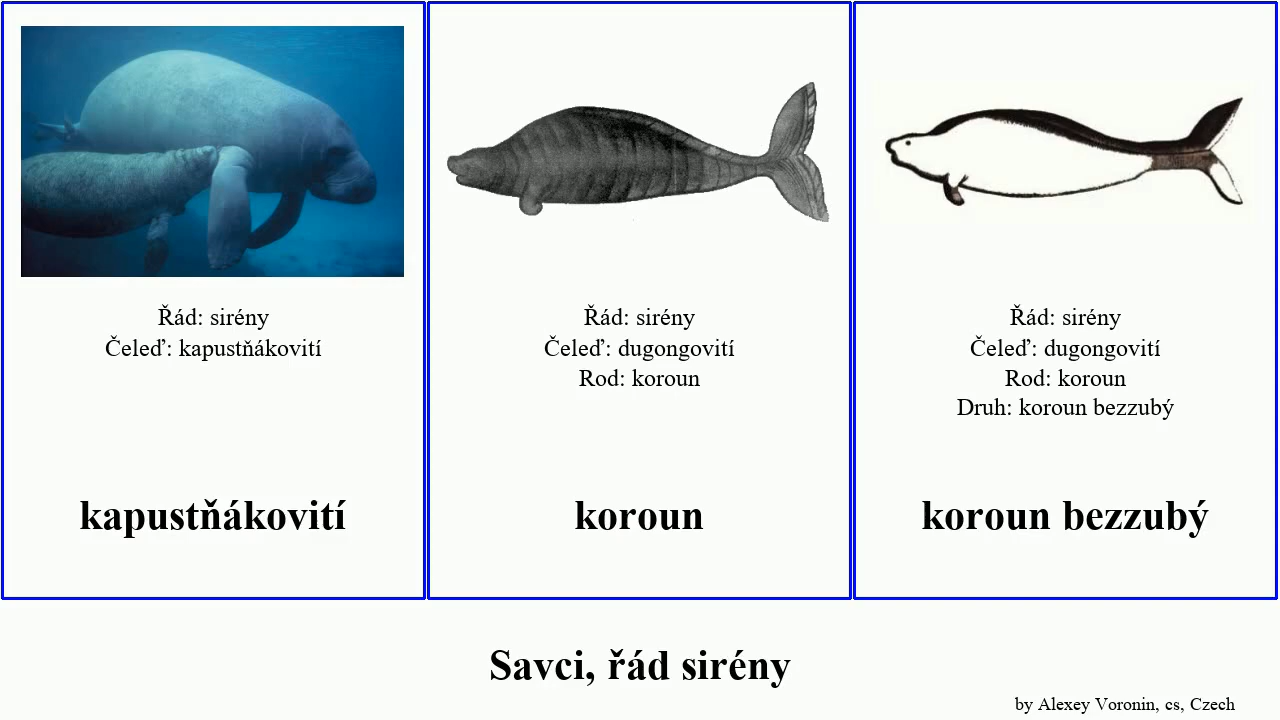 Řád: sirény
Čeleď: kapustňákovití
kapustňákovití
Řád: sirény
Čeleď: dugongovití
Rod: koroun
koroun
Řád: sirény
Čeleď: dugongovití
Rod: koroun
Druh: koroun bezzubý
koroun bezzubý
Savci, řád sirény
by Alexey Voronin, cs, Czech